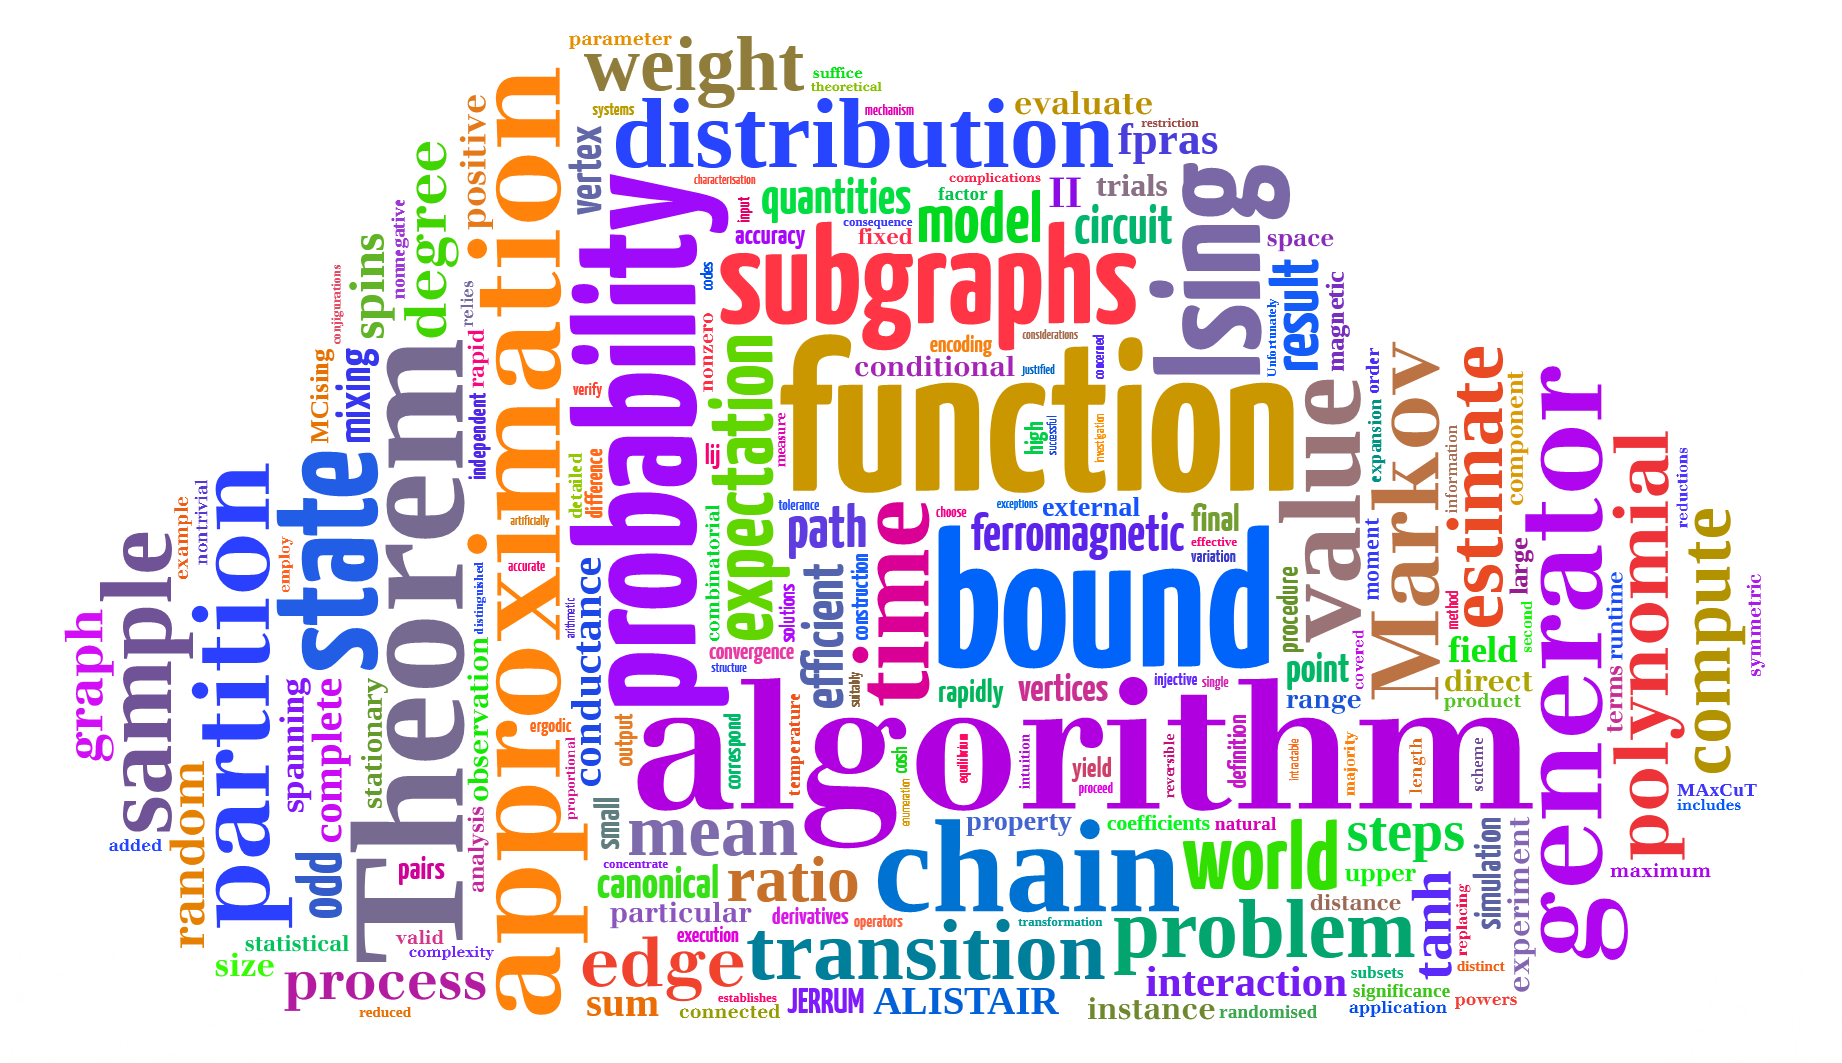 parameter
weight
suffice
theoretical
systems
mechanism
evaluate
distribution
restriction
fpras
positive
vertex
characterisation
complications
quantities
factor
II
trials
input
consequence
model
circuit
accuracy
fixed
space
Ising
degree
nonnegative
spins
conjigurations
relies
approximation
probability
codes
subgraphs
result
Unfortunately
magnetic
nonzero
encoding
considerations
conditional
justified
concerned
function
MCising
mixing
rapid
independent
verify
expectation
measure
lij
high
successful
investigation
value
order
expansion
Markov
information
estimate
component
generator
polynomial
reductions
Theorem
state
partition
example
nontrivial
sample
graph
employ
detailed
difference
artificially
accurate
distinguished
arithmetic
combinatorial
tolerance
path
choose
exceptions
external
ferromagnetic
final
effective
variation
time
bound
moment
procedure
large
method
second
runtime
terms
compute
symmetric
conductance
solutions
efficient
construction
convergence
structure
suitably
rapidly
vertices
injective
single
point
covered
range
field
direct
product
observation
spanning
complete
stationary
ergodic
output
proportional
correspond
temperature
algorithm
cosh
enumeration
equilibrium
intuition
yield
proceed
reversible
definition
Intractable
majority
length
scheme
MAxCuT
includes
random
added
odd
pairs
analysis
small
mean
property
coefficients
natural
chain
world
steps
simulation
experiment
maximum
concentrate
canonical
ratio
upper
particular
derivatives
operators
transformation
distance
tanh
replacing
statistical
valid
complexity
size
process
reduced
execution
edge
transition
problem
interaction
subsets
distinct
significance
powers
application
sum
establishes
connected
JERRUM
ALISTAIR
instance
randomised